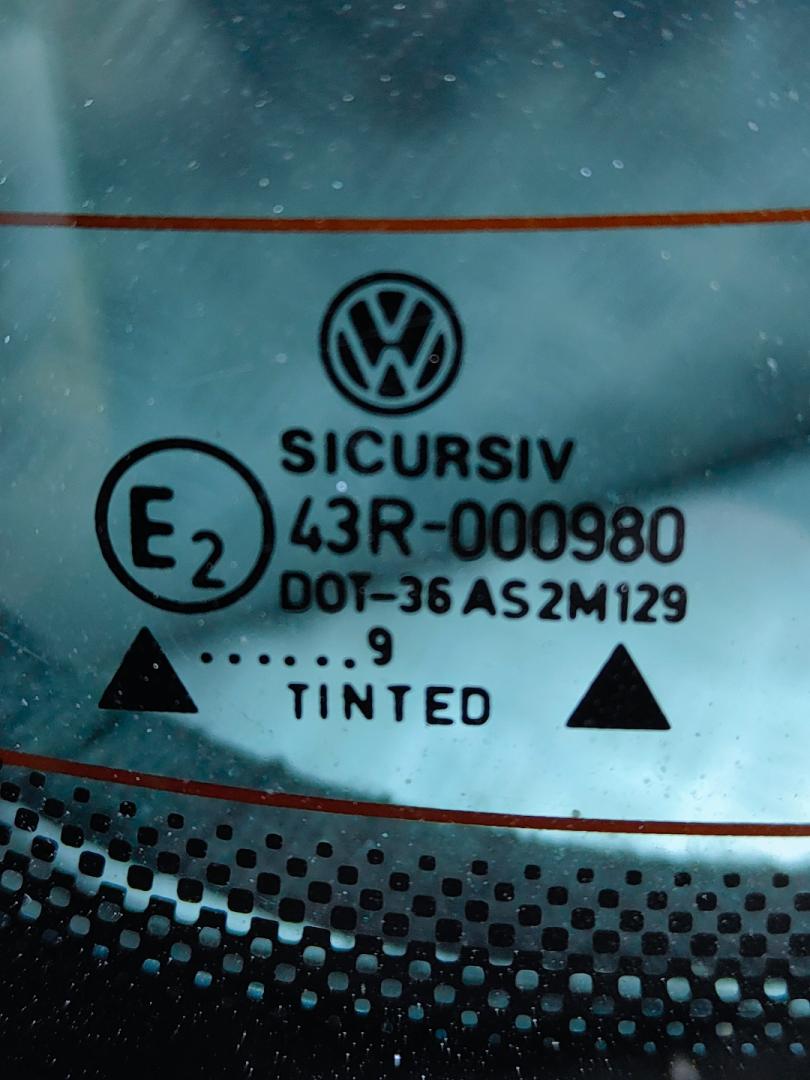 SICURSIV
E2
43R-000980
DOT-36 AS2M129
......9
TINTED